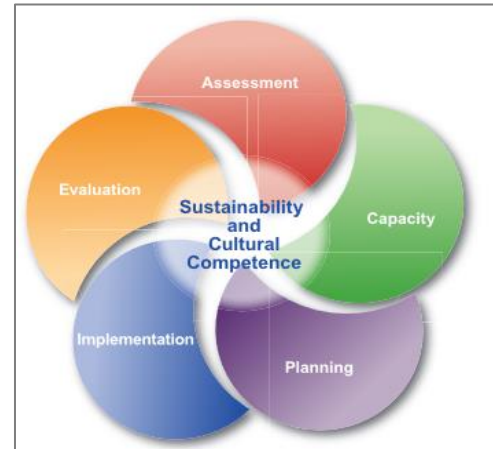 Assessment
Capacity
Planning
Implementation
Evaluation
Sustainability
and
Cultural
Competence